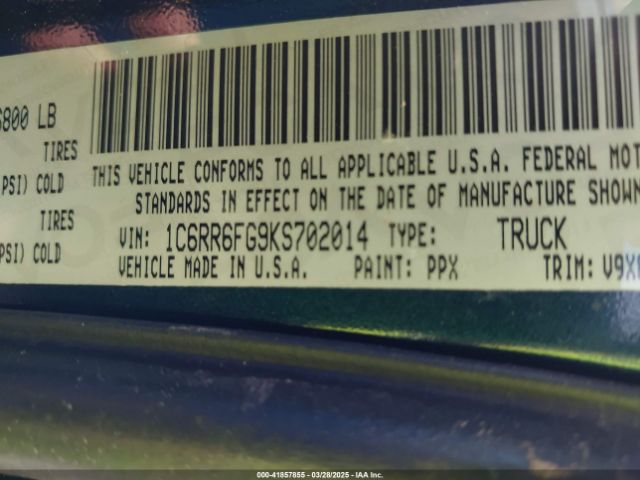 6800 LB
TIRES
PSI) COLD
TIRES
PSI) COLD
THIS VEHICLE CONFORMS TO ALL APPLICABLE U.S.A. FEDERAL MOT
STANDARDS IN EFFECT ON THE DATE OF MANUFACTURE SHOWN
VIN: 1C6RR6FG9KS702014 TYPE: TRUCK
VEHICLE MADE IN U.S.A. PAINT: PPX TRIM: V9X
000-41857855 - 03/28/2025 - IAA Inc.